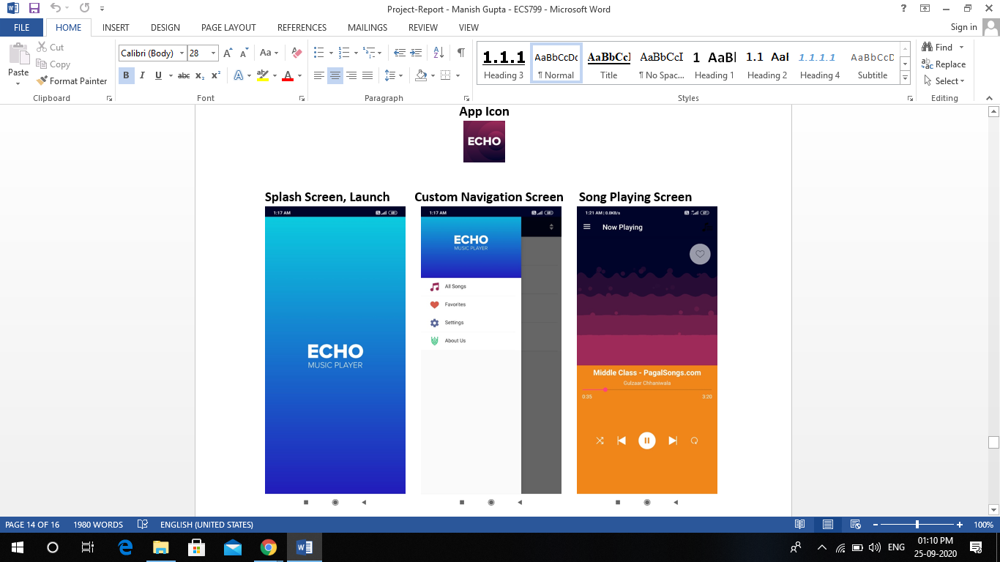 Project-Report - Manish Gupta - ECS799 - Microsoft Word
FILE HOME INSERT DESIGN PAGE LAYOUT REFERENCES MAILINGS REVIEW VIEW Sign in
Paste
Cut
Copy
Format Painter
Clipboard
Calibri (Body) 28
Font
Paragraph
1.1.1 Heading 3
AaBbCcDc ¶ Normal
AaBbCcI Title
AaBbCcI ¶ No Spac...
1 AaBl Heading 1
1.1 Aal Heading 2
1.1.1.1 Heading 4
AaBbCcD Subtitle
Styles
Find
Replace
Select
Editing
App Icon
ECHO
Splash Screen, Launch Custom Navigation Screen Song Playing Screen
1:17 AM
ECHO
MUSIC PLAYER
1:17 AM
ECHO
MUSIC PLAYER
All Songs
Favorites
Settings
About Us
1:21 AM | 0.0KB/s
Now Playing
Middle Class - PagalSongs.com
Gulzaar Chhaniwala
0:35 3:20
PAGE 14 OF 16 1980 WORDS ENGLISH (UNITED STATES) 100%
ENG
01:10 PM
25-09-2020